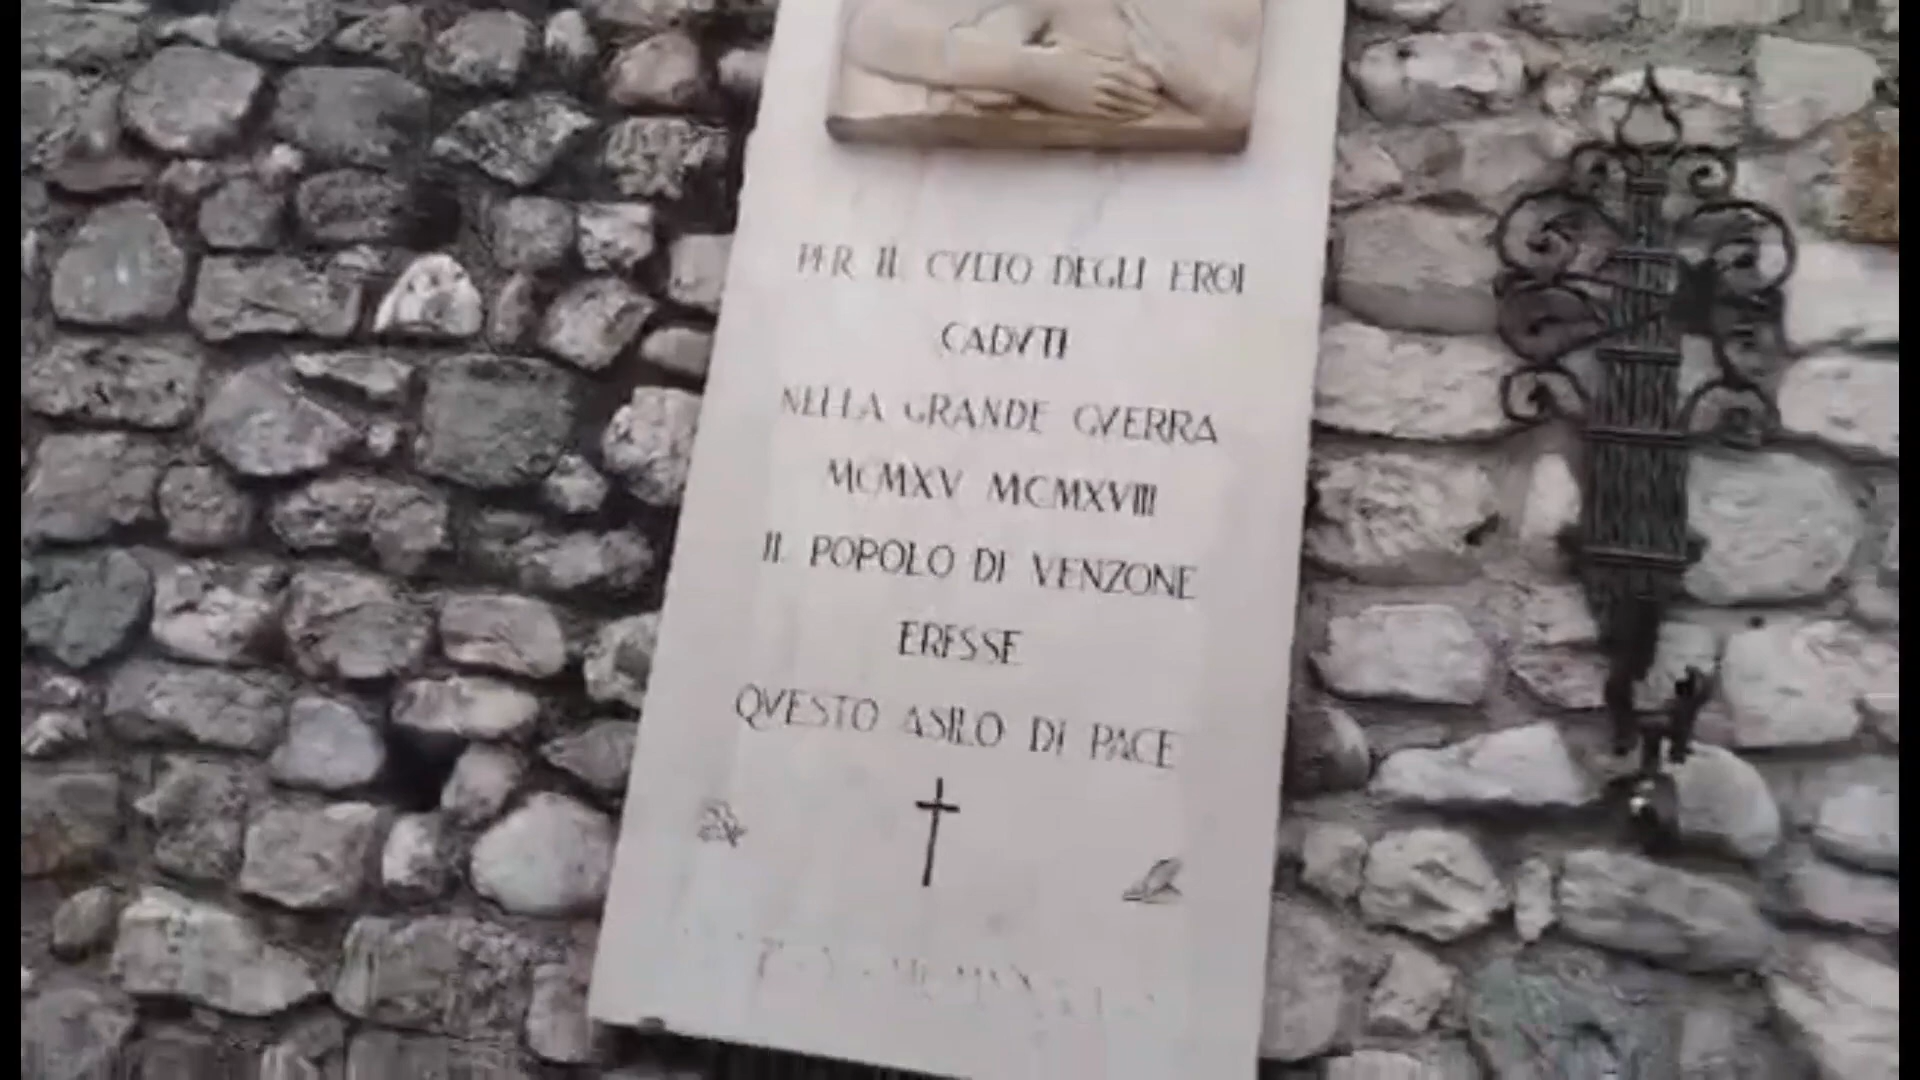 PER IL CVLTO DEGLI EROI
CADVTI
NELLA GRANDE GVERRA
MCMXV MCMXVIII
IL POPOLO DI VENZONE
ERESSE
QVESTO ASILO DI PACE